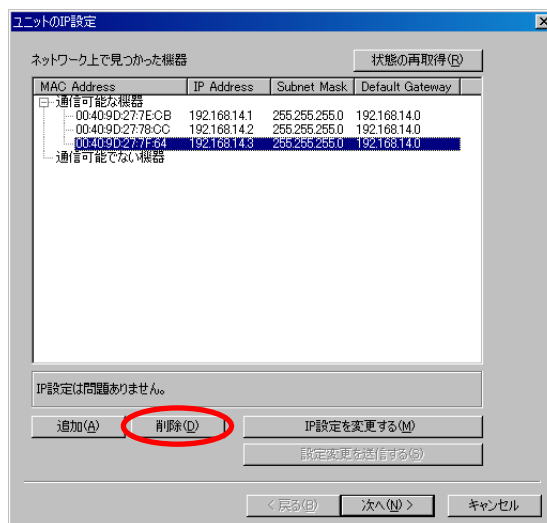 ユニットのIP設定
ネットワーク上で見つかった機器
状態の再取得(R)
MAC Address IP Address Subnet Mask Default Gateway
通信可能な機器
00:40:9D:27:7E:CB 192.168.14.1 255.255.255.0 192.168.14.0
00:40:9D:27:78:CC 192.168.14.2 255.255.255.0 192.168.14.0
00:40:9D:27:7F:64 192.168.14.3 255.255.255.0 192.168.14.0
通信可能でない機器
IP設定は問題ありません。
追加(A) 削除(D) IP設定を変更する(M)
設定変更を送信する(S)
< 戻る(B) 次へ(N) > キャンセル